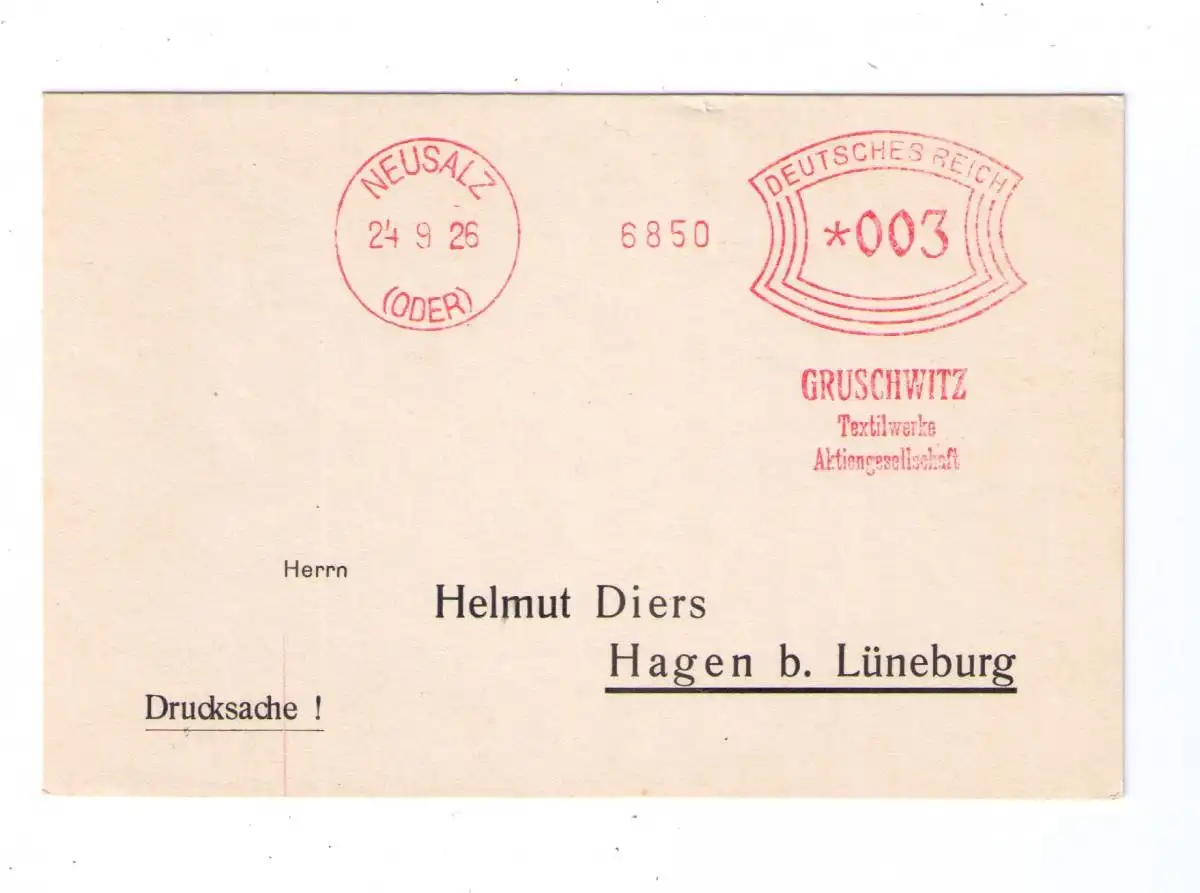 NEUSALZ
24 9 26
(ODER)
6850
DEUTSCHES REICH
*003
GRUSCHWITZ
Textilwerke
Aktiengesellschaft
Herrn
Helmut Diers
Hagen b. Lüneburg
Drucksache !